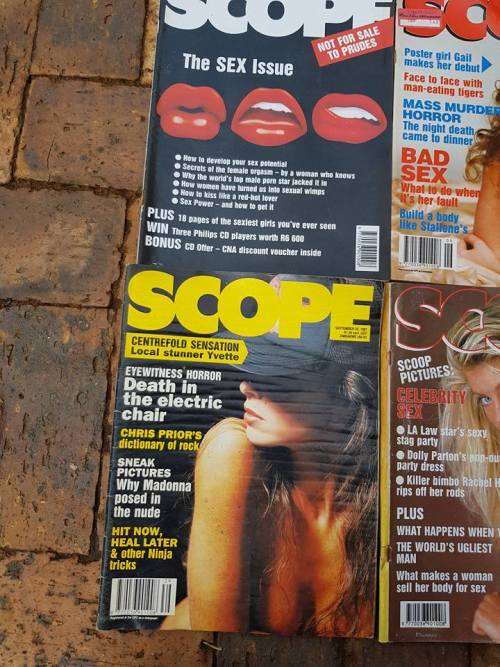 SCOPE
NOT FOR SALE
TO PRUDES
The SEX Issue
● How to develop your sex potential
● Secrets of the female orgasm – by a woman who knows
● Why the world's top male porn star jacked it in
● How women have turned us into sexual wimps
● How to kiss like a red-hot lover
● Sex Power – and how to get it
PLUS 18 pages of the sexiest girls you've ever seen
WIN Three Philips CD players worth R6 600
BONUS CD Offer – CNA discount voucher inside
Poster girl Gail
makes her debut
Face to face with
man-eating tigers
MASS MURDER
HORROR
The night death
came to dinner
BAD
SEX
What to do when
it's her fault
Build a body
like Stallone's
SCOPE
CENTREFOLD SENSATION
Local stunner Yvette
EYEWITNESS HORROR
Death in
the electric
chair
CHRIS PRIOR'S
dictionary of rock
SNEAK
PICTURES
Why Madonna
posed in
the nude
HIT NOW,
HEAL LATER
& other Ninja
tricks
SC
SCOOP
PICTURES:
CELEBRITY
SEX
● LA Law star's sexy
stag party
● Dolly Parton's
party dress
● Killer bimbo Rachel H
rips off her rods
PLUS
WHAT HAPPENS WHEN
THE WORLD'S UGLIEST
MAN
What makes a woman
sell her body for sex